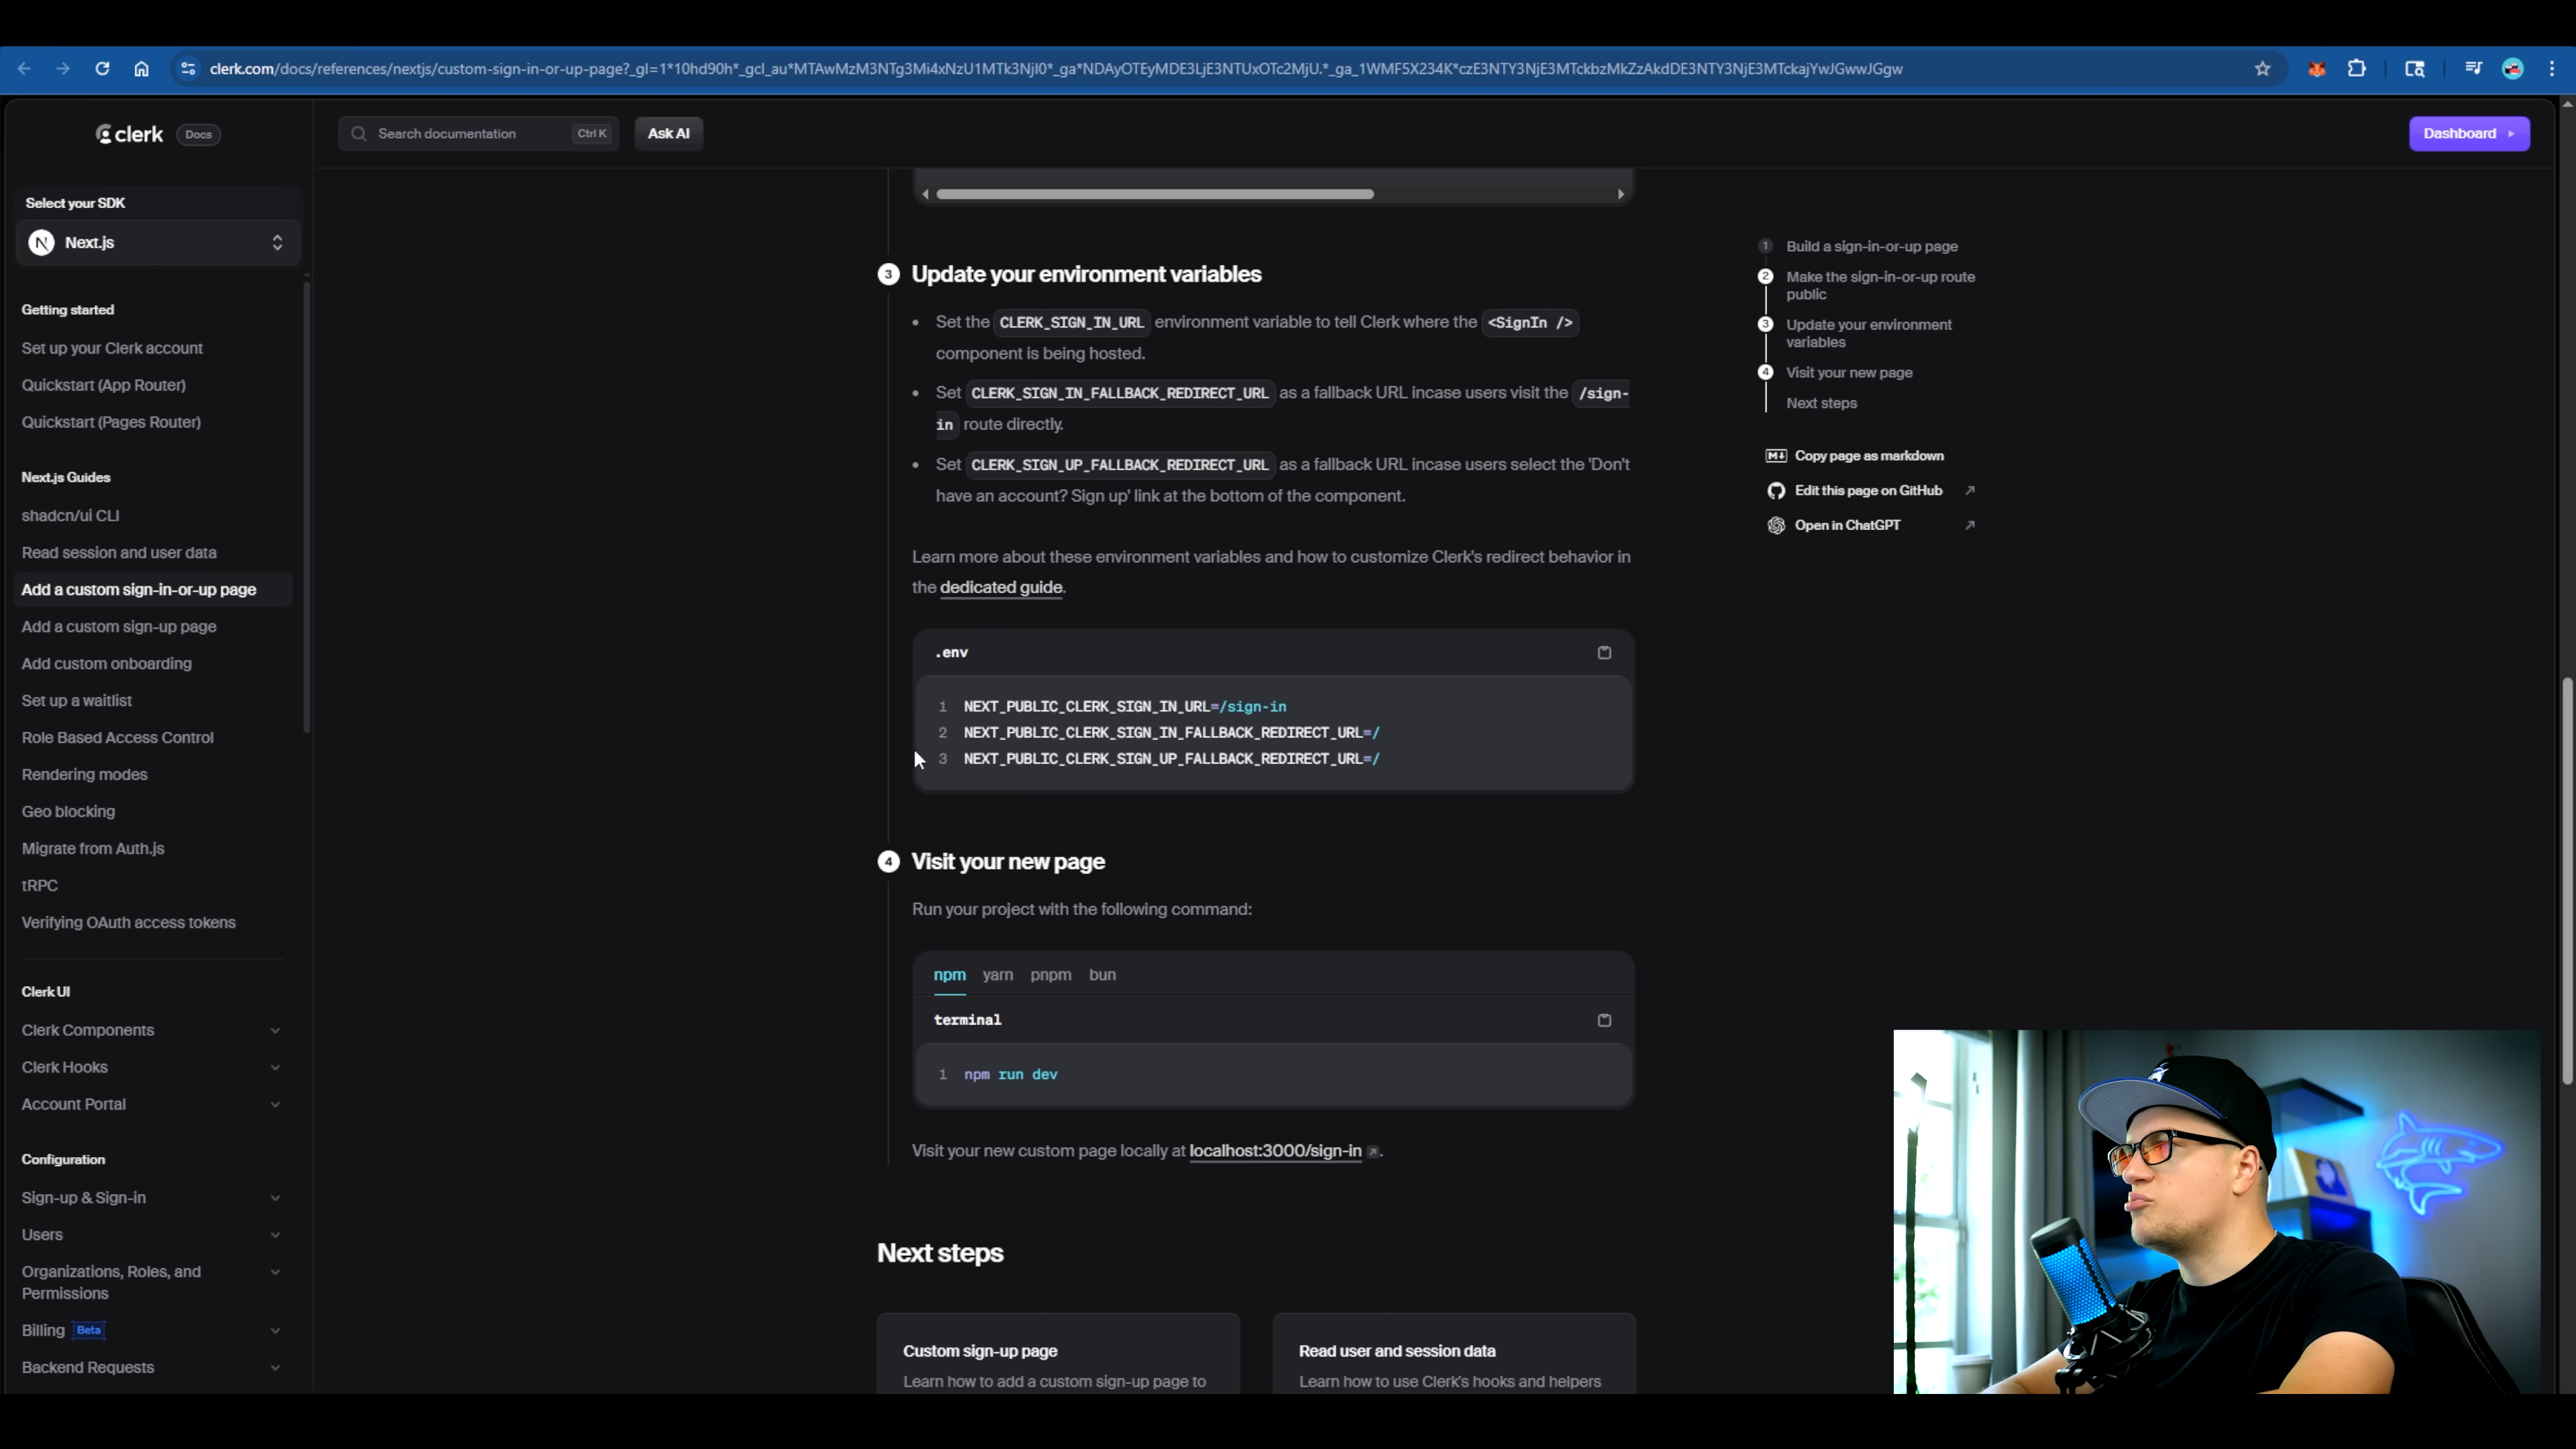 clerk.com/docs/references/nextjs/custom-sign-in-or-up-page?_gl=1*10hd90h*_gcl_au*MTAwMzM3NTg3Mi4xNzU1MTk3NjI0*_ga*NDAyOTEyMDE3LjE3NTUxOTc2MjU.*_ga_1WMF5X234K*czE3NTY3NjE3MTckbzMkZzAkdDE3NTY3NjE3MTckajYwJGwwJGgw
clerk Docs
Search documentation Ctrl K
Ask AI
Dashboard
Select your SDK
N Next.js
Getting started
Set up your Clerk account
Quickstart (App Router)
Quickstart (Pages Router)
Next.js Guides
shadcn/ui CLI
Read session and user data
Add a custom sign-in-or-up page
Add a custom sign-up page
Add custom onboarding
Set up a waitlist
Role Based Access Control
Rendering modes
Geo blocking
Migrate from Auth.js
tRPC
Verifying OAuth access tokens
Clerk UI
Clerk Components
Clerk Hooks
Account Portal
Configuration
Sign-up & Sign-in
Users
Organizations, Roles, and
Permissions
Billing Beta
Backend Requests
3 Update your environment variables
• Set the CLERK_SIGN_IN_URL environment variable to tell Clerk where the <SignIn />
component is being hosted.
• Set CLERK_SIGN_IN_FALLBACK_REDIRECT_URL as a fallback URL incase users visit the /sign-
in route directly.
• Set CLERK_SIGN_UP_FALLBACK_REDIRECT_URL as a fallback URL incase users select the 'Don't
have an account? Sign up' link at the bottom of the component.
Learn more about these environment variables and how to customize Clerk's redirect behavior in
the dedicated guide.
.env
1 NEXT_PUBLIC_CLERK_SIGN_IN_URL=/sign-in
2 NEXT_PUBLIC_CLERK_SIGN_IN_FALLBACK_REDIRECT_URL=/
3 NEXT_PUBLIC_CLERK_SIGN_UP_FALLBACK_REDIRECT_URL=/
4 Visit your new page
Run your project with the following command:
npm yarn pnpm bun
terminal
1 npm run dev
Visit your new custom page locally at localhost:3000/sign-in.
Next steps
Custom sign-up page
Learn how to add a custom sign-up page to
Read user and session data
Learn how to use Clerk's hooks and helpers
1 Build a sign-in-or-up page
2 Make the sign-in-or-up route
public
3 Update your environment
variables
4 Visit your new page
Next steps
Copy page as markdown
Edit this page on GitHub
Open in ChatGPT